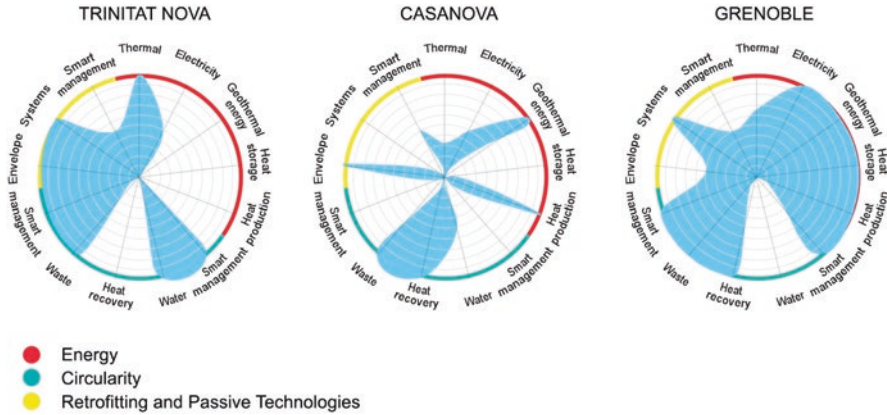 TRINITAT NOVA
CASANOVA
GRENOBLE
Thermal
Electricity
Geothermal
energy
Heat
storage
Heat
production
Smart
management
Water
Heat
recovery
Waste
Smart
management
Envelope
Systems
Smart
management
Thermal
Electricity
Geothermal
energy
Heat
storage
Heat
production
Smart
management
Water
Heat
recovery
Waste
Smart
management
Envelope
Systems
Smart
management
Thermal
Electricity
Geothermal
energy
Heat
storage
Heat
production
Smart
management
Water
Heat
recovery
Waste
Smart
management
Envelope
Systems
Smart
management
Energy
Circularity
Retrofitting and Passive Technologies